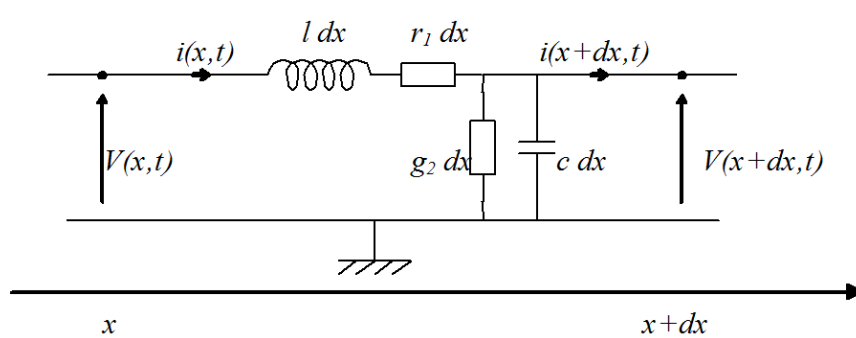 l dx r₁ dx
i(x,t) i(x+dx,t)
V(x,t) g₂ dx c dx V(x+dx,t)
x x+dx